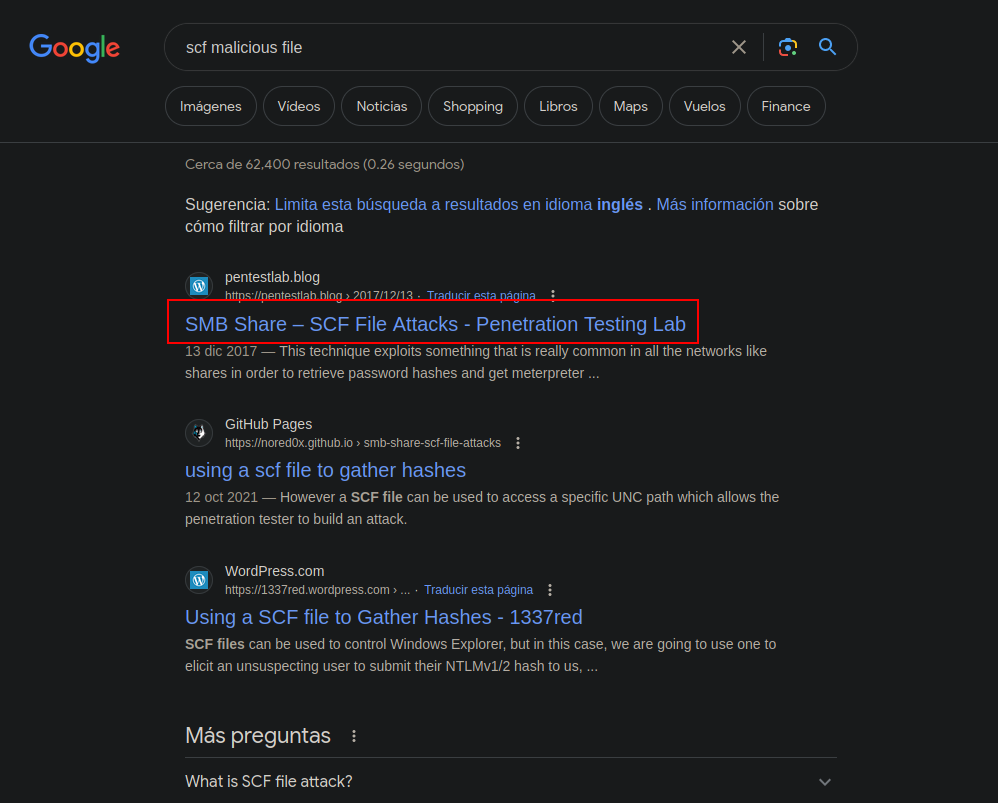 Google
scf malicious file
Imágenes Vídeos Noticias Shopping Libros Maps Vuelos Finance
Cerca de 62,400 resultados (0.26 segundos)
Sugerencia: Limita esta búsqueda a resultados en idioma inglés . Más información sobre
cómo filtrar por idioma
pentestlab.blog
https://pentestlab.blog › 2017/12/13 · Traducir esta página
SMB Share – SCF File Attacks - Penetration Testing Lab
13 dic 2017 — This technique exploits something that is really common in all the networks like
shares in order to retrieve password hashes and get meterpreter ...
GitHub Pages
https://nored0x.github.io › smb-share-scf-file-attacks
using a scf file to gather hashes
12 oct 2021 — However a SCF file can be used to access a specific UNC path which allows the
penetration tester to build an attack.
WordPress.com
https://1337red.wordpress.com › ... · Traducir esta página
Using a SCF file to Gather Hashes - 1337red
SCF files can be used to control Windows Explorer, but in this case, we are going to use one to
elicit an unsuspecting user to submit their NTLMv1/2 hash to us, ...
Más preguntas
What is SCF file attack?